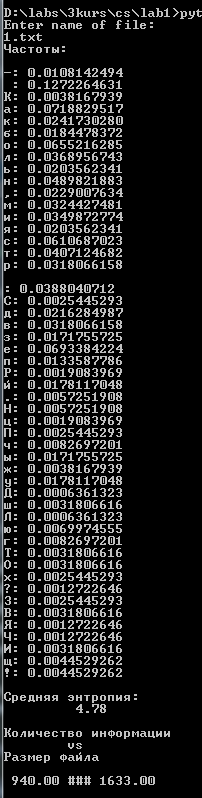 D:\labs\3kurs\cs\lab1>pyt
Enter name of file:
1.txt
Частоты:
-: 0.0108142494
 : 0.1272264631
К: 0.0038167939
а: 0.0718829517
к: 0.0241730280
б: 0.0184478372
о: 0.0655216285
л: 0.0368956743
ь: 0.0203562341
н: 0.0489821883
,: 0.0229007634
м: 0.0324427481
и: 0.0349872774
я: 0.0203562341
с: 0.0610687023
т: 0.0407124682
р: 0.0318066158
: 0.0388040712
С: 0.0025445293
д: 0.0216284987
в: 0.0318066158
з: 0.0171755725
е: 0.0693384224
п: 0.0133587786
Р: 0.0019083969
й: 0.0178117048
.: 0.0057251908
Н: 0.0057251908
ц: 0.0019083969
П: 0.0025445293
ч: 0.0082697201
ы: 0.0171755725
ж: 0.0038167939
у: 0.0178117048
Д: 0.0006361323
ш: 0.0031806616
Л: 0.0006361323
ю: 0.0069974555
г: 0.0082697201
Т: 0.0031806616
О: 0.0031806616
х: 0.0025445293
?: 0.0012722646
З: 0.0025445293
В: 0.0031806616
Я: 0.0012722646
Ч: 0.0012722646
И: 0.0031806616
щ: 0.0044529262
!: 0.0044529262
Средняя энтропия:
4.78
Количество информации
vs
Размер файла
940.00 ### 1633.00